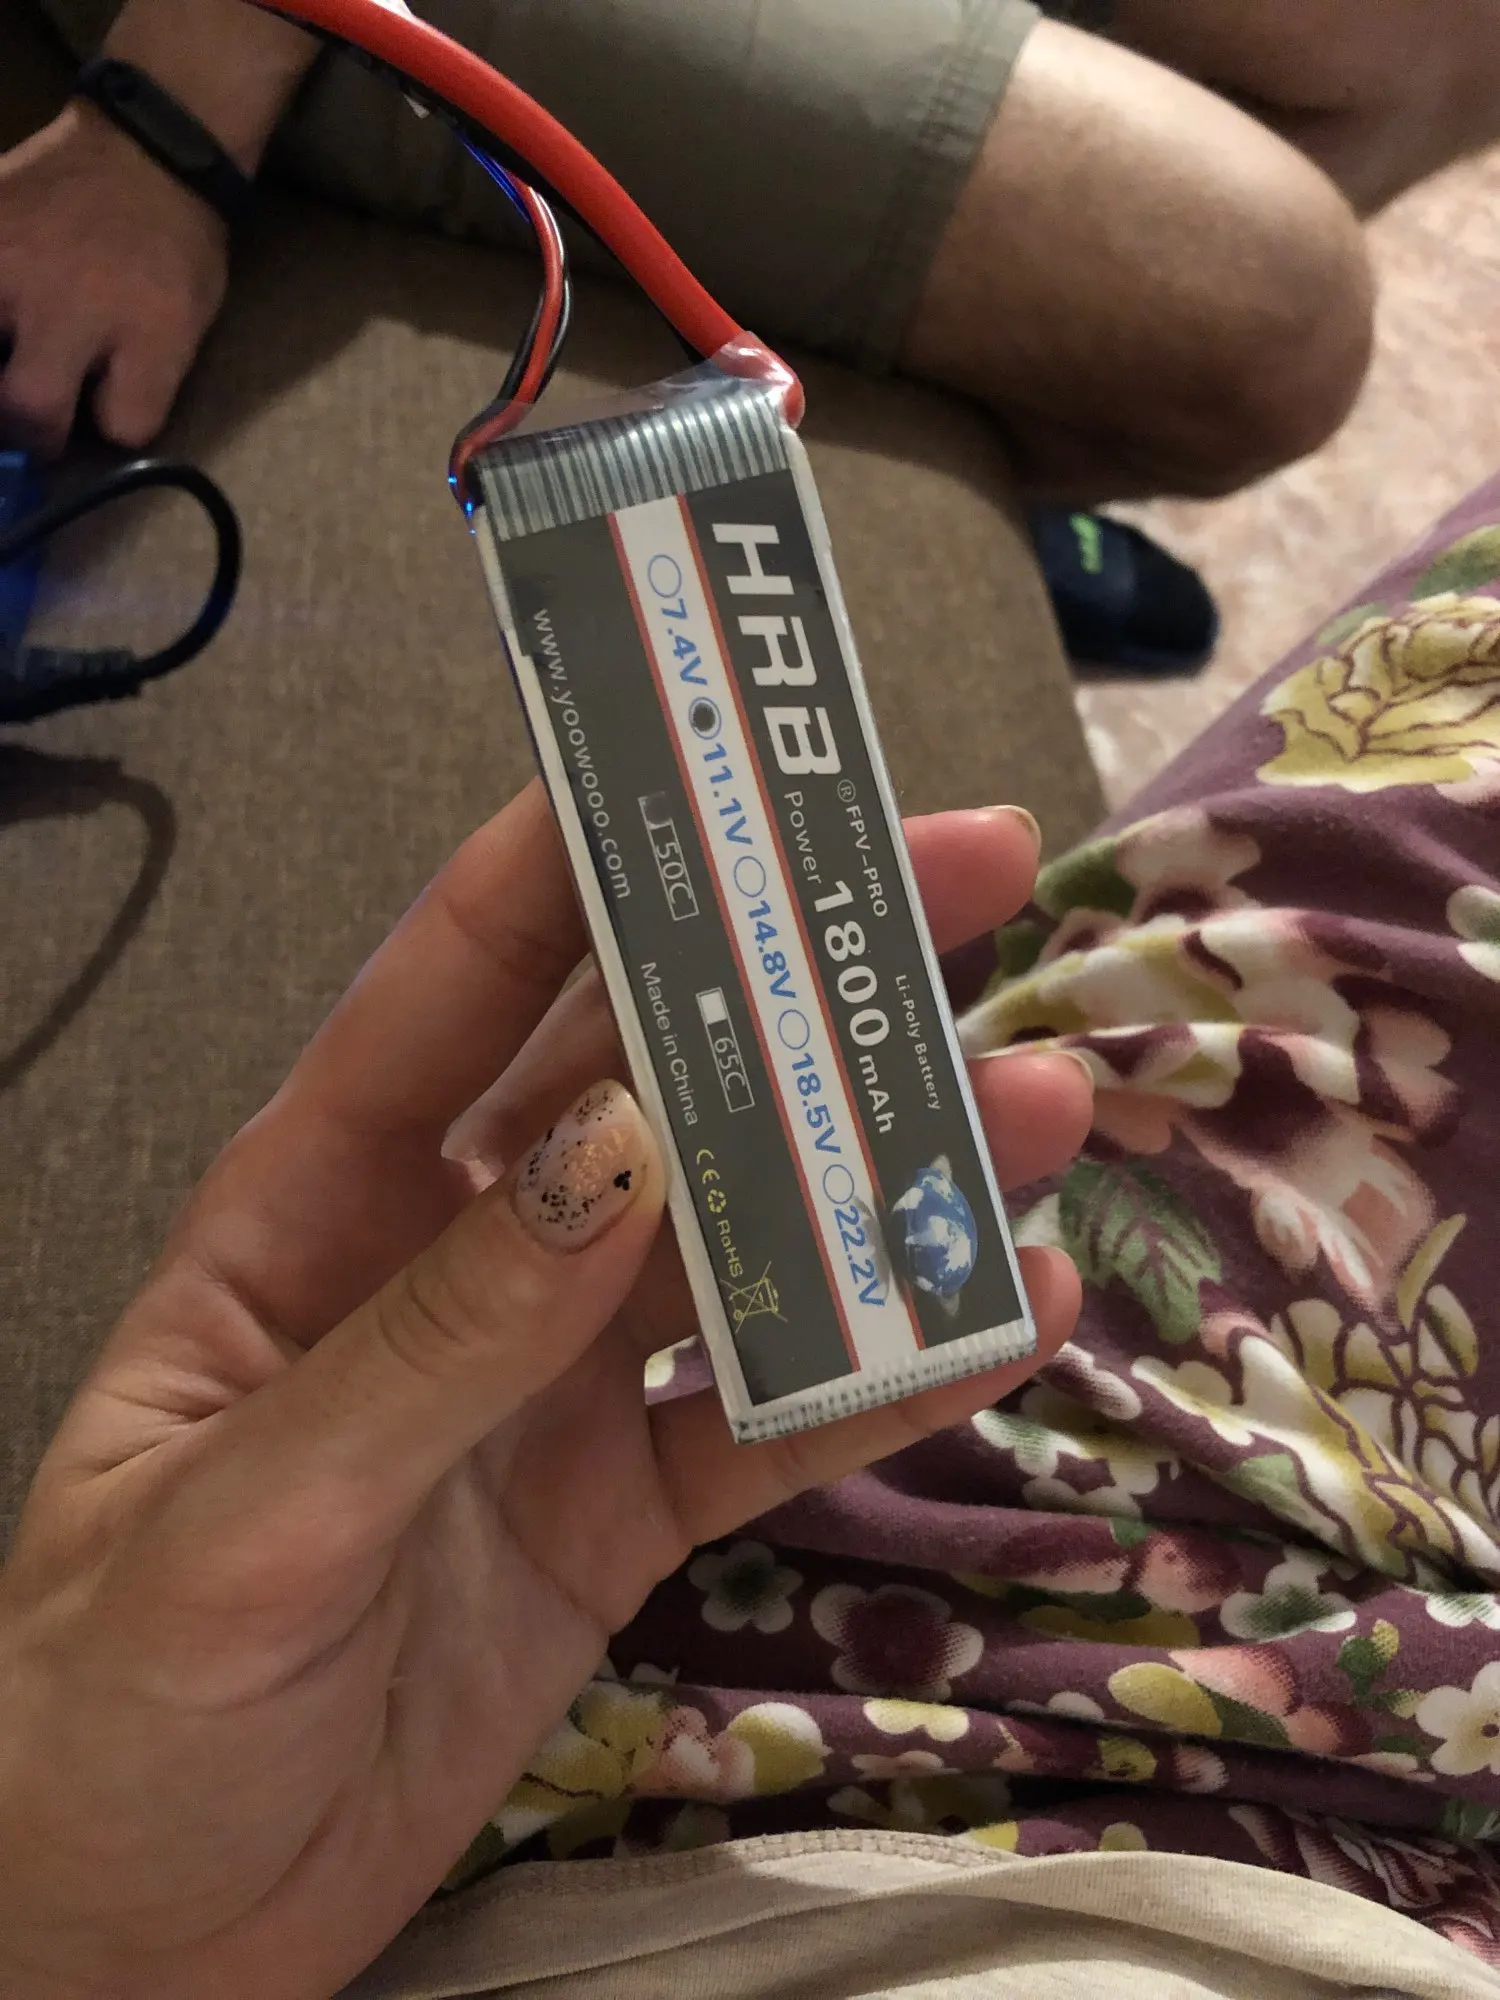 HRB® FPV-PRO
Li-Poly Battery
Power 1800mAh
7.4V 11.1V 14.8V 18.5V 22.2V
50C 65C
www.yoowoo.com Made in China CE RoHS